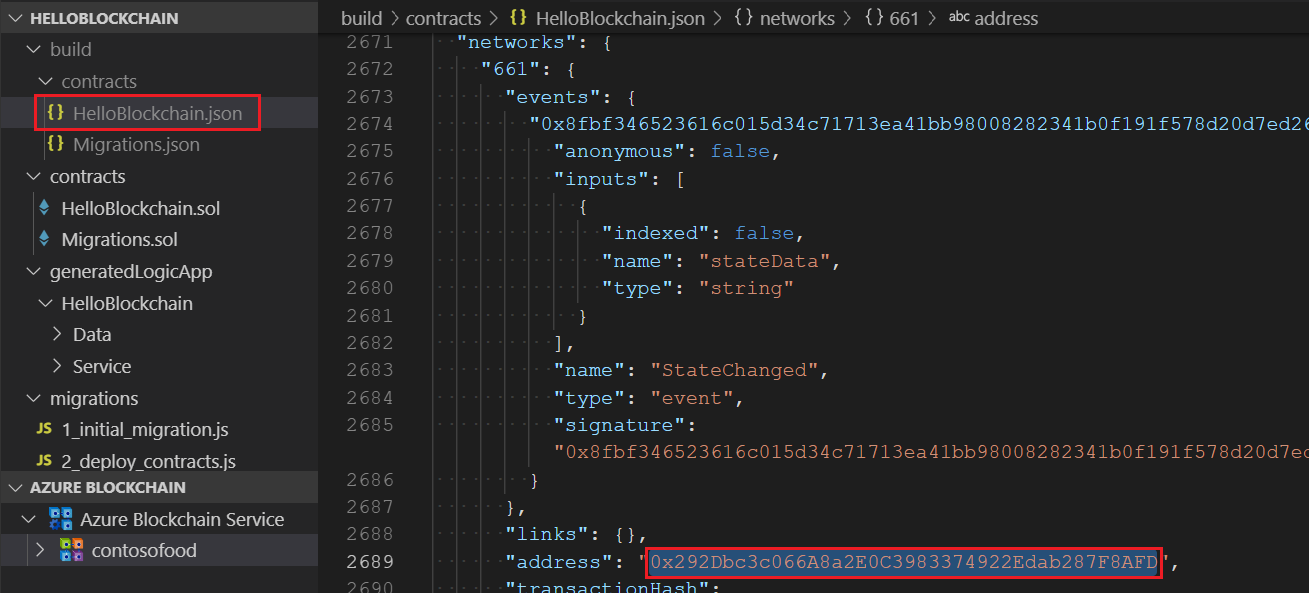 HELLOBLOCKCHAIN
build
contracts
{} HelloBlockchain.json
{} Migrations.json
contracts
HelloBlockchain.sol
Migrations.sol
generatedLogicApp
HelloBlockchain
Data
Service
migrations
JS 1_initial_migration.js
JS 2_deploy_contracts.js
AZURE BLOCKCHAIN
Azure Blockchain Service
contosofood
build > contracts > {} HelloBlockchain.json > {} networks > {} 661 > abc address
2671 "networks": {
2672 "661": {
2673 "events": {
2674 "0x8fbf346523616c015d34c71713ea41bb98008282341b0f191f578d20d7ed26
2675 "anonymous": false,
2676 "inputs": [
2677 {
2678 "indexed": false,
2679 "name": "stateData",
2680 "type": "string"
2681 }
2682 ],
2683 "name": "StateChanged",
2684 "type": "event",
2685 "signature":
"0x8fbf346523616c015d34c71713ea41bb98008282341b0f191f578d20d7ed
2686 }
2687 },
2688 "links": {},
2689 "address": "0x292Dbc3c066A8a2E0C3983374922Edab287F8AFD",
2690 "transactionHash":